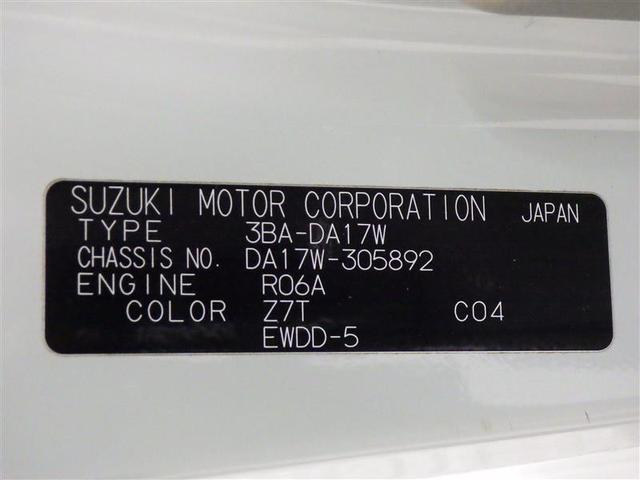 SUZUKI MOTOR CORPORATION JAPAN
TYPE 3BA-DA17W
CHASSIS NO. DA17W-305892
ENGINE R06A
COLOR Z7T C04
EWDD-5